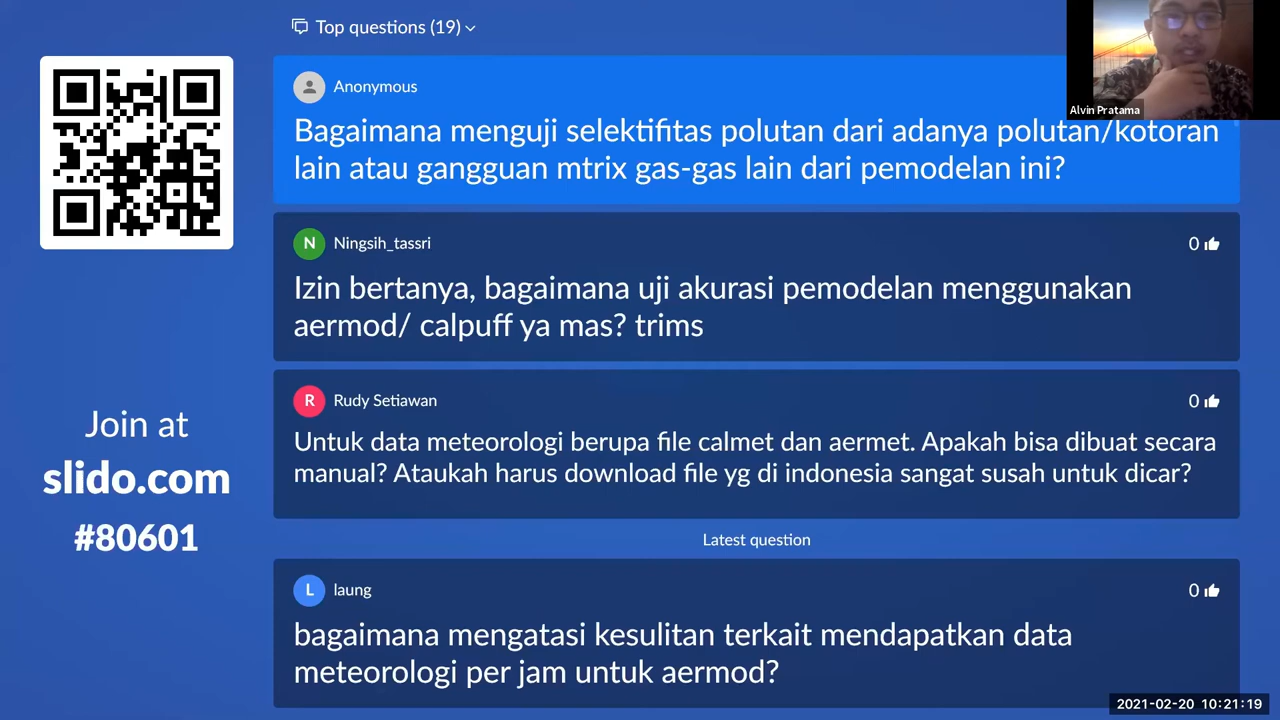 Top questions (19)
Alvin Pratama
Anonymous
Bagaimana menguji selektifitas polutan dari adanya polutan/kotoran
lain atau gangguan mtrix gas-gas lain dari pemodelan ini?
N Ningsih_tassri 0
Izin bertanya, bagaimana uji akurasi pemodelan menggunakan
aermod/ calpuff ya mas? trims
R Rudy Setiawan 0
Untuk data meteorologi berupa file calmet dan aermet. Apakah bisa dibuat secara
manual? Ataukah harus download file yg di indonesia sangat susah untuk dicar?
Join at
slido.com
#80601
Latest question
L laung 0
bagaimana mengatasi kesulitan terkait mendapatkan data
meteorologi per jam untuk aermod?
2021-02-20 10:21:19